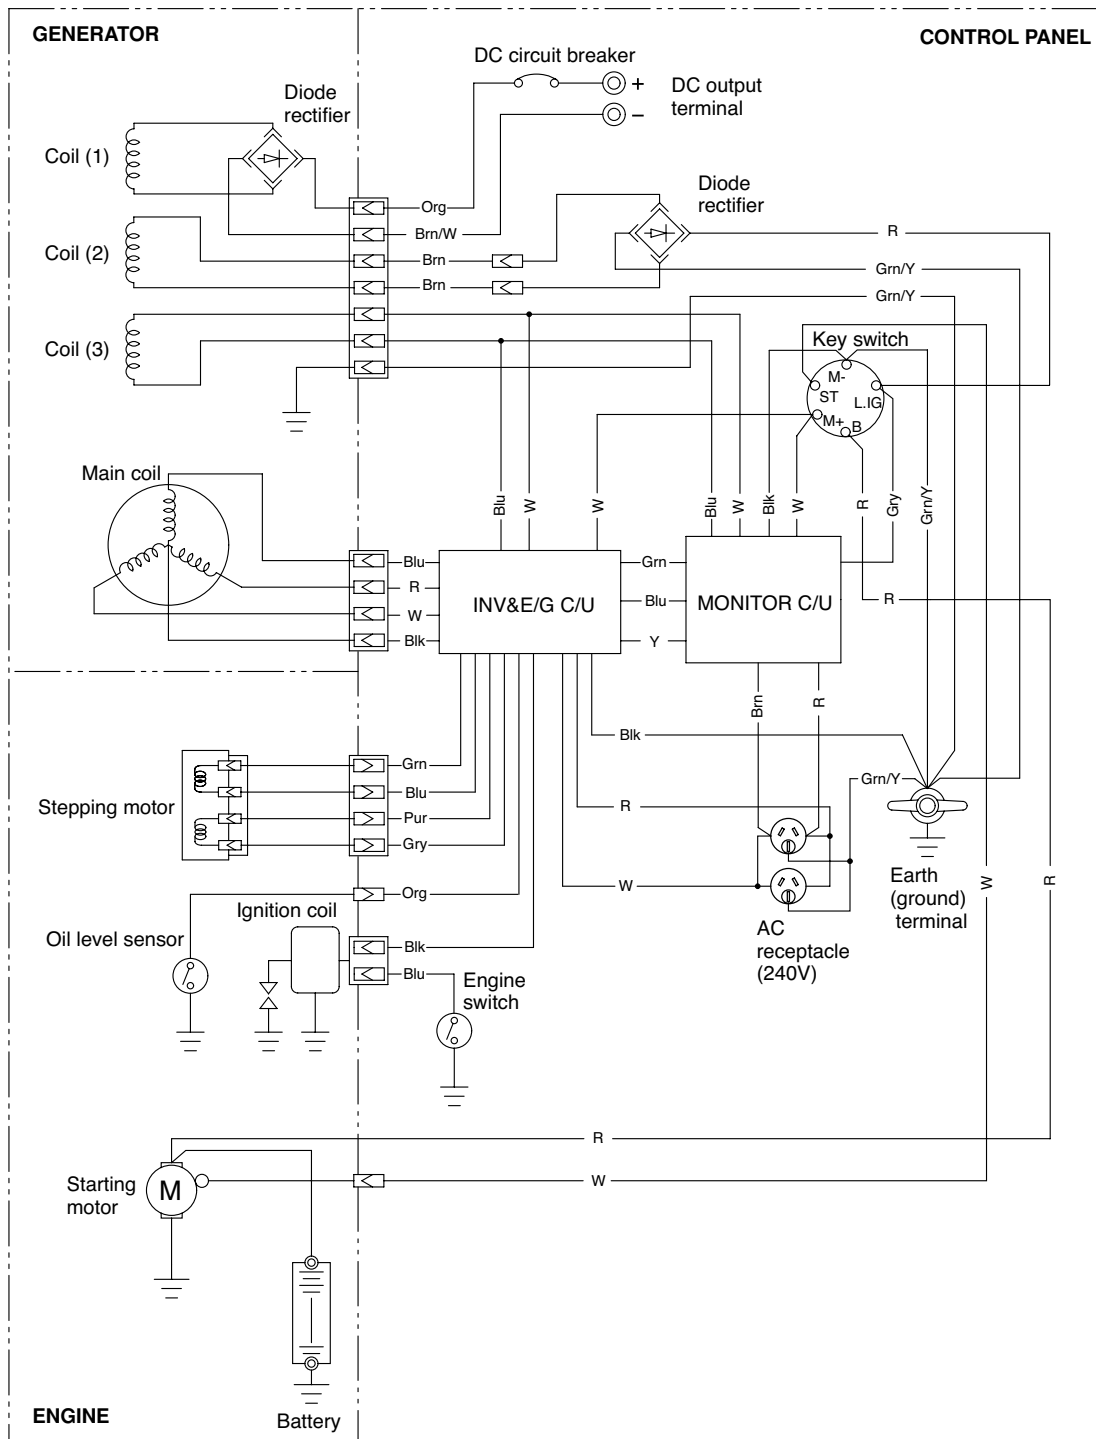 GENERATOR
CONTROL PANEL
DC circuit breaker
+
DC output
terminal
−
Diode
rectifier
Coil (1)
Org
Diode
rectifier
Brn/W
R
Coil (2)
Brn
Grn/Y
Brn
Grn/Y
Coil (3)
Key switch
M-
ST
L.IG
M+
B
Main coil
Blu
W
W
Blu
W
Blk
W
R
Gry
Grn/Y
Blu
Grn
R
INV&E/G C/U
Blu
MONITOR C/U
R
W
Blk
Y
Brn
R
Blk
Stepping motor
Grn
Blu
Pur
Gry
Grn/Y
R
W
Earth
(ground)
terminal
W
R
Org
Ignition coil
Oil level sensor
Blk
Blu
AC
receptacle
(240V)
Engine
switch
R
Starting
motor
M
W
ENGINE
Battery